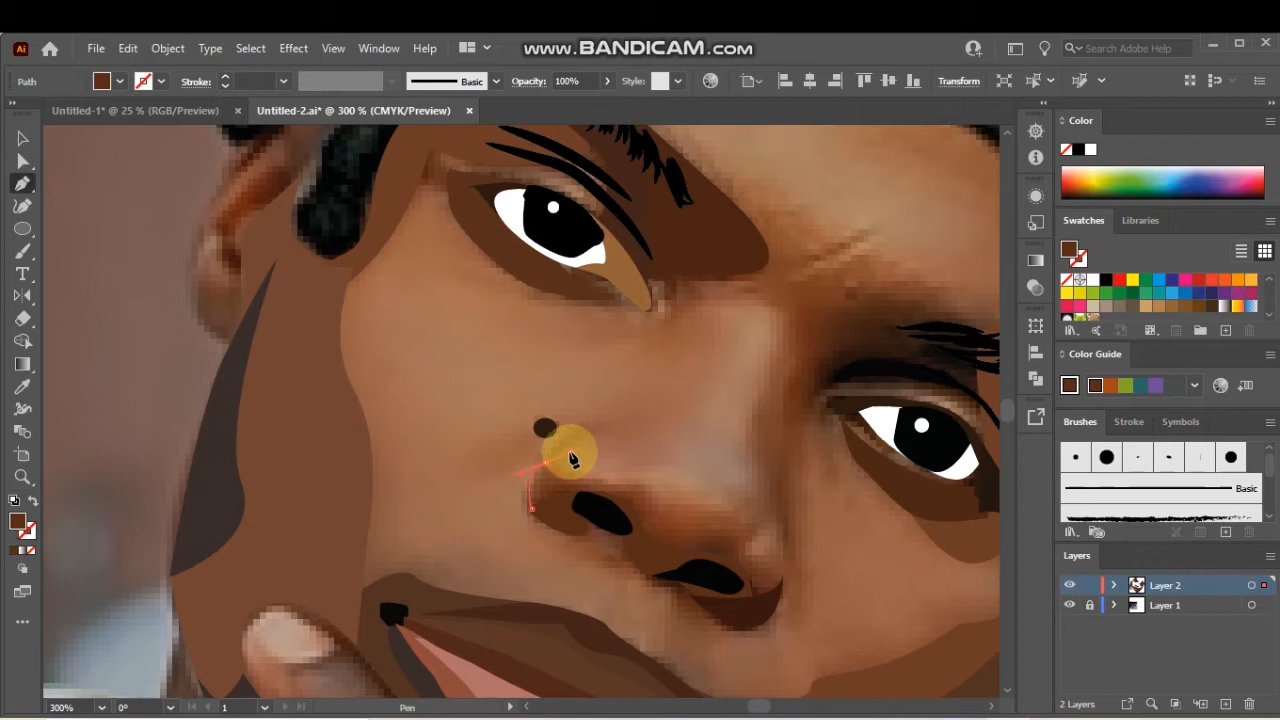 Ai File Edit Object Type Select Effect View Window Help www.BANDICAM.com Search Adobe Help
Path Stroke: Basic Opacity: 100% Style: Transform
Untitled-1* @ 25 % (RGB/Preview) × Untitled-2.ai* @ 300 % (CMYK/Preview) ×
Color
Swatches Libraries
Color Guide
Brushes Stroke Symbols
Basic
Layers
Layer 2
Layer 1
2 Layers
300% 0° 1 Pen